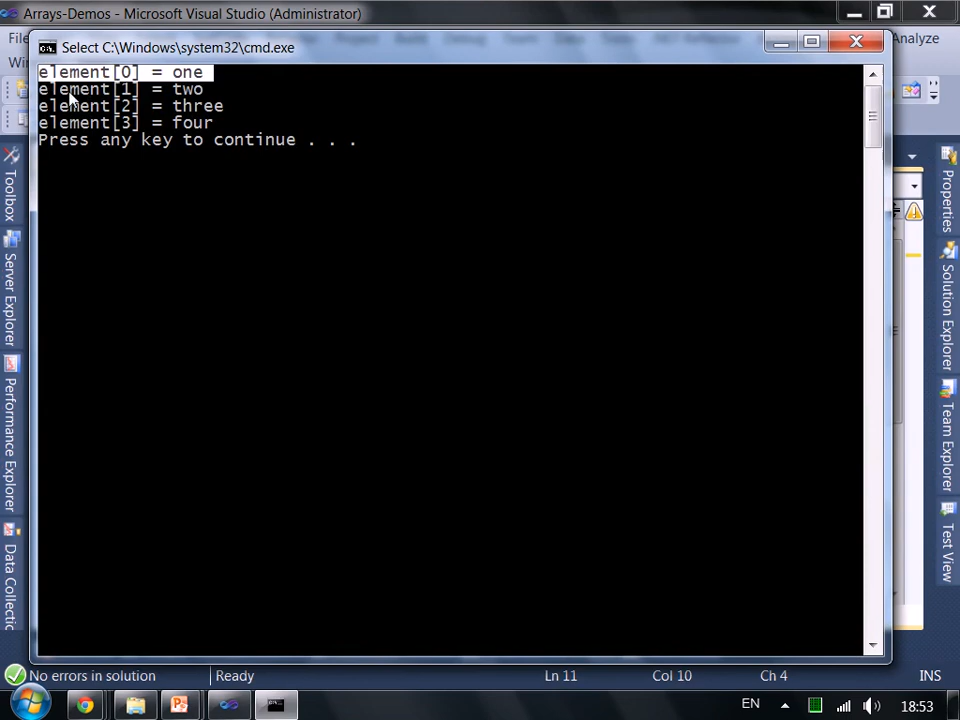 Arrays-Demos - Microsoft Visual Studio (Administrator)
Analyze
Select C:\Windows\system32\cmd.exe
element[0] = one
element[1] = two
element[2] = three
element[3] = four
Press any key to continue . . .
Toolbox
Server Explorer
Performance Explorer
Data Collectio
Properties
Solution Explorer
Team Explorer
Test View
No errors in solution
Ready
Ln 11
Col 10
Ch 4
INS
EN
18:53